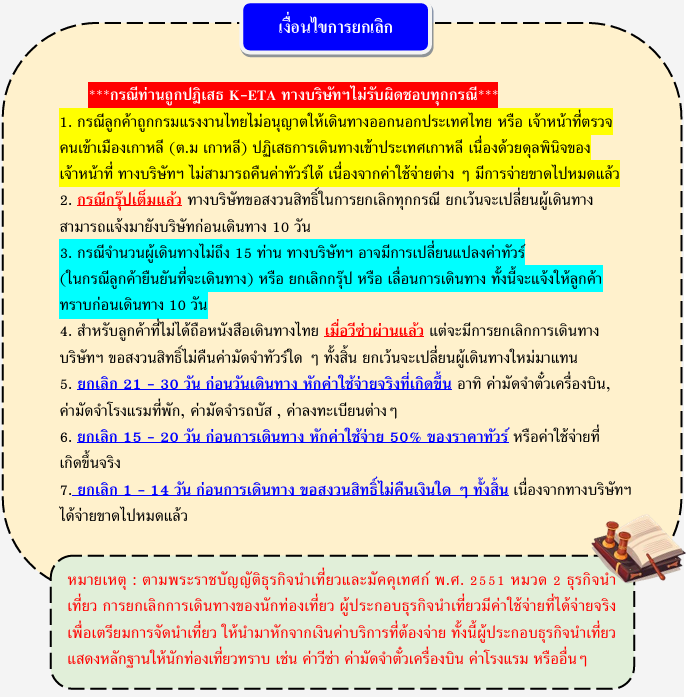 เงื่อนไขการยกเลิก
***กรณีท่านถูกปฏิเสธ K-ETA ทางบริษัทฯไม่รับผิดชอบทุกกรณี***
1. กรณีลูกค้าถูกกรมแรงงานไทยไม่อนุญาตให้เดินทางออกนอกประเทศไทย หรือ เจ้าหน้าที่ตรวจ
คนเข้าเมืองเกาหลี (ต.ม เกาหลี) ปฏิเสธการเดินทางเข้าประเทศเกาหลี เนื่องด้วยดุลพินิจของ
เจ้าหน้าที่ ทางบริษัทฯ ไม่สามารถคืนค่าทัวร์ได้ เนื่องจากค่าใช้จ่ายต่าง ๆ มีการจ่ายขาดไปหมดแล้ว
2. กรณีกรุ๊ปเต็มแล้ว ทางบริษัทขอสงวนสิทธิ์ในการยกเลิกทุกกรณี ยกเว้นจะเปลี่ยนผู้เดินทาง
สามารถแจ้งมายังบริษัทก่อนเดินทาง 10 วัน
3. กรณีจำนวนผู้เดินทางไม่ถึง 15 ท่าน ทางบริษัทฯ อาจมีการเปลี่ยนแปลงค่าทัวร์
(ในกรณีลูกค้ายืนยันที่จะเดินทาง) หรือ ยกเลิกกรุ๊ป หรือ เลื่อนการเดินทาง ทั้งนี้จะแจ้งให้ลูกค้า
ทราบก่อนเดินทาง 10 วัน
4. สำหรับลูกค้าที่ไม่ได้ถือหนังสือเดินทางไทย เมื่อวีซ่าผ่านแล้ว แต่จะมีการยกเลิกการเดินทาง
บริษัทฯ ขอสงวนสิทธิ์ไม่คืนค่ามัดจำทัวร์ใด ๆ ทั้งสิ้น ยกเว้นจะเปลี่ยนผู้เดินทางใหม่มาแทน
5. ยกเลิก 21 - 30 วัน ก่อนวันเดินทาง หักค่าใช้จ่ายจริงที่เกิดขึ้น อาทิ ค่ามัดจำตั๋วเครื่องบิน,
ค่ามัดจำโรงแรมที่พัก, ค่ามัดจำรถบัส , ค่าลงทะเบียนต่างๆ
6. ยกเลิก 15 - 20 วัน ก่อนการเดินทาง หักค่าใช้จ่าย 50% ของราคาทัวร์ หรือค่าใช้จ่ายที่
เกิดขึ้นจริง
7. ยกเลิก 1 - 14 วัน ก่อนการเดินทาง ขอสงวนสิทธิ์ไม่คืนเงินใด ๆ ทั้งสิ้น เนื่องจากทางบริษัทฯ
ได้จ่ายขาดไปหมดแล้ว
หมายเหตุ : ตามพระราชบัญญัติธุรกิจนำเที่ยวและมัคคุเทศก์ พ.ศ. 2551 หมวด 2 ธุรกิจนำ
เที่ยว การยกเลิกการเดินทางของนักท่องเที่ยว ผู้ประกอบธุรกิจนำเที่ยวมีค่าใช้จ่ายที่ได้จ่ายจริง
เพื่อเตรียมการจัดนำเที่ยว ให้นำมาหักจากเงินค่าบริการที่ต้องจ่าย ทั้งนี้ผู้ประกอบธุรกิจนำเที่ยว
แสดงหลักฐานให้นักท่องเที่ยวทราบ เช่น ค่าวีซ่า ค่ามัดจำตั๋วเครื่องบิน ค่าโรงแรม หรืออื่นๆ